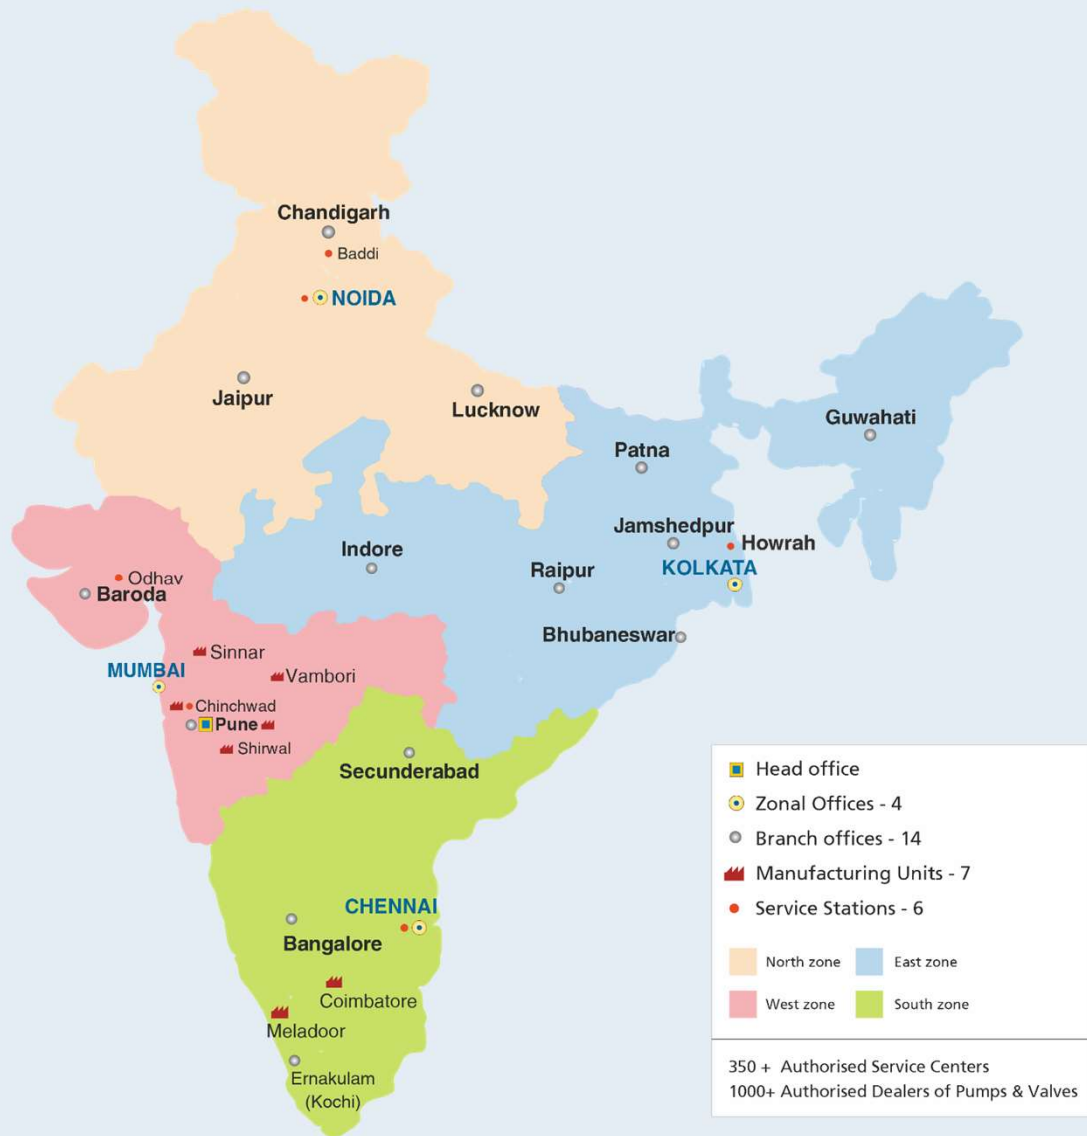 Chandigarh
Baddi
NOIDA
Jaipur
Lucknow
Guwahati
Patna
Jamshedpur
Howrah
Indore
KOLKATA
Raipur
Odhav
Baroda
Bhubaneswar
Sinnar
MUMBAI
Vambori
Chinchwad
Pune
Shirwal
Secunderabad
CHENNAI
Bangalore
Coimbatore
Meladoor
Ernakulam
(Kochi)
Head office
Zonal Offices - 4
Branch offices - 14
Manufacturing Units - 7
Service Stations - 6
North zone
East zone
West zone
South zone
350 + Authorised Service Centers
1000+ Authorised Dealers of Pumps & Valves